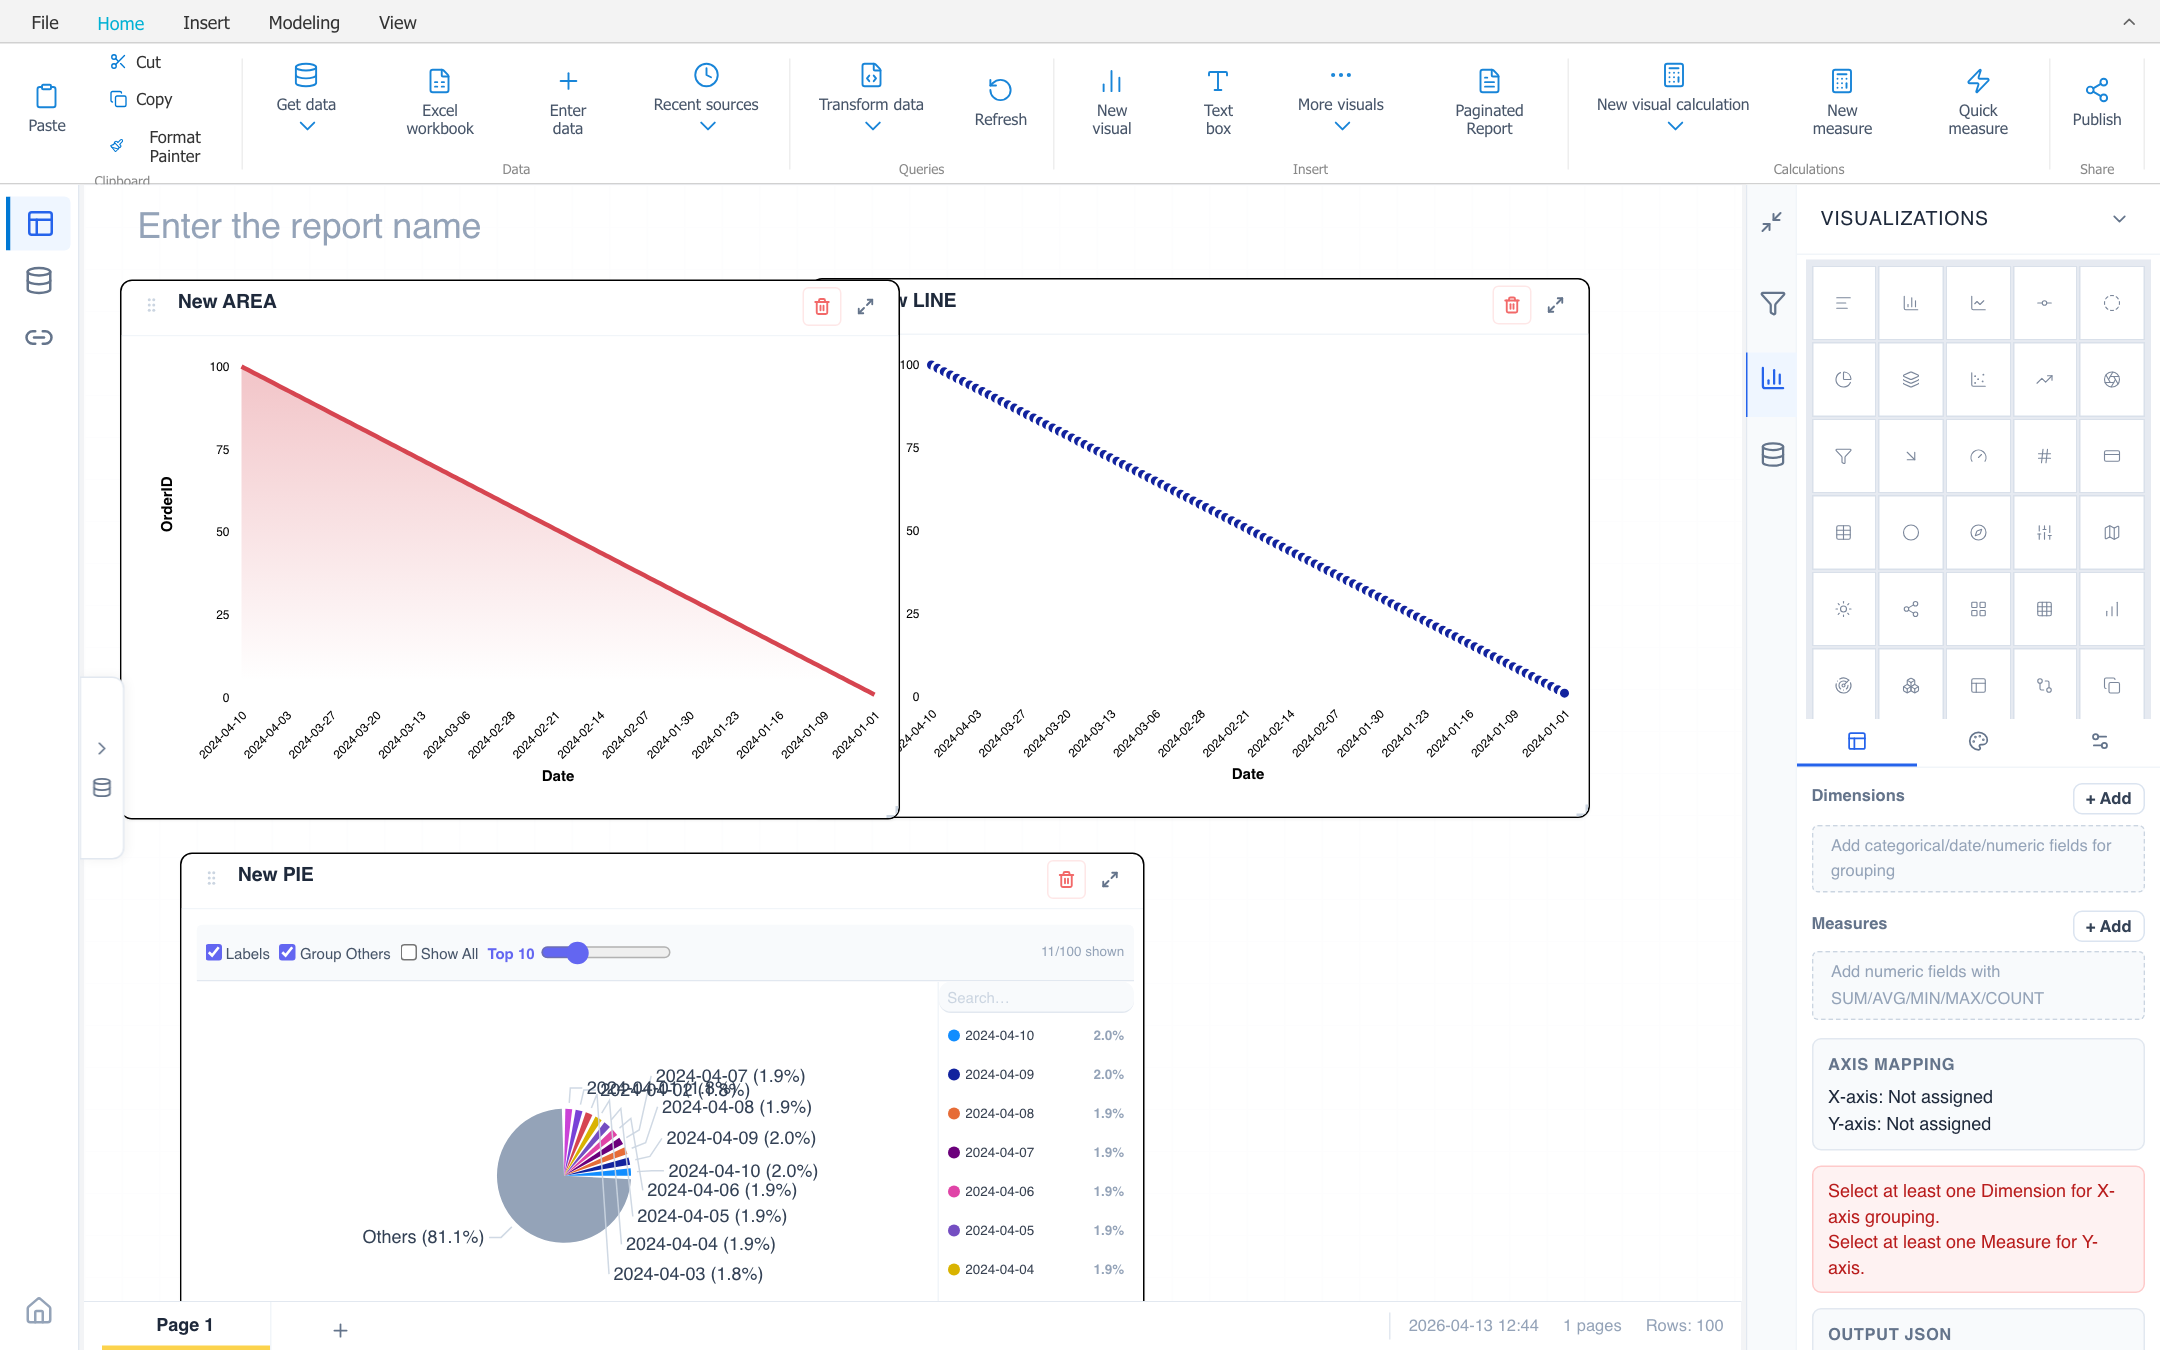 File Home Insert Modeling View
Paste
Cut
Copy
Format
Painter
Clipboard
Get data
Excel
workbook
Enter
data
Recent sources
Data
Transform data
Refresh
Queries
New
visual
Text
box
More visuals
Paginated
Report
Insert
New visual calculation
New
measure
Quick
measure
Calculations
Publish
Share
Enter the report name
New AREA
OrderID
100
75
50
25
0
2024-04-10
2024-04-03
2024-03-27
2024-03-20
2024-03-13
2024-03-06
2024-02-28
2024-02-21
2024-02-14
2024-02-07
2024-01-30
2024-01-23
2024-01-16
2024-01-09
2024-01-01
Date
w LINE
100
75
50
25
0
24-04-10
2024-04-03
2024-03-27
2024-03-20
2024-03-13
2024-03-06
2024-02-28
2024-02-21
2024-02-14
2024-02-07
2024-01-30
2024-01-23
2024-01-16
2024-01-09
2024-01-01
Date
New PIE
Labels Group Others Show All Top 10
11/100 shown
2024-04-07 (1.9%)
2024-04-08 (1.9%)
2024-04-09 (2.0%)
2024-04-10 (2.0%)
2024-04-06 (1.9%)
2024-04-05 (1.9%)
2024-04-04 (1.9%)
2024-04-03 (1.8%)
Others (81.1%)
Search...
2024-04-10 2.0%
2024-04-09 2.0%
2024-04-08 1.9%
2024-04-07 1.9%
2024-04-06 1.9%
2024-04-05 1.9%
2024-04-04 1.9%
VISUALIZATIONS
Dimensions
+ Add
Add categorical/date/numeric fields for
grouping
Measures
+ Add
Add numeric fields with
SUM/AVG/MIN/MAX/COUNT
AXIS MAPPING
X-axis: Not assigned
Y-axis: Not assigned
Select at least one Dimension for X-
axis grouping.
Select at least one Measure for Y-
axis.
OUTPUT JSON
Page 1
2026-04-13 12:44 1 pages Rows: 100